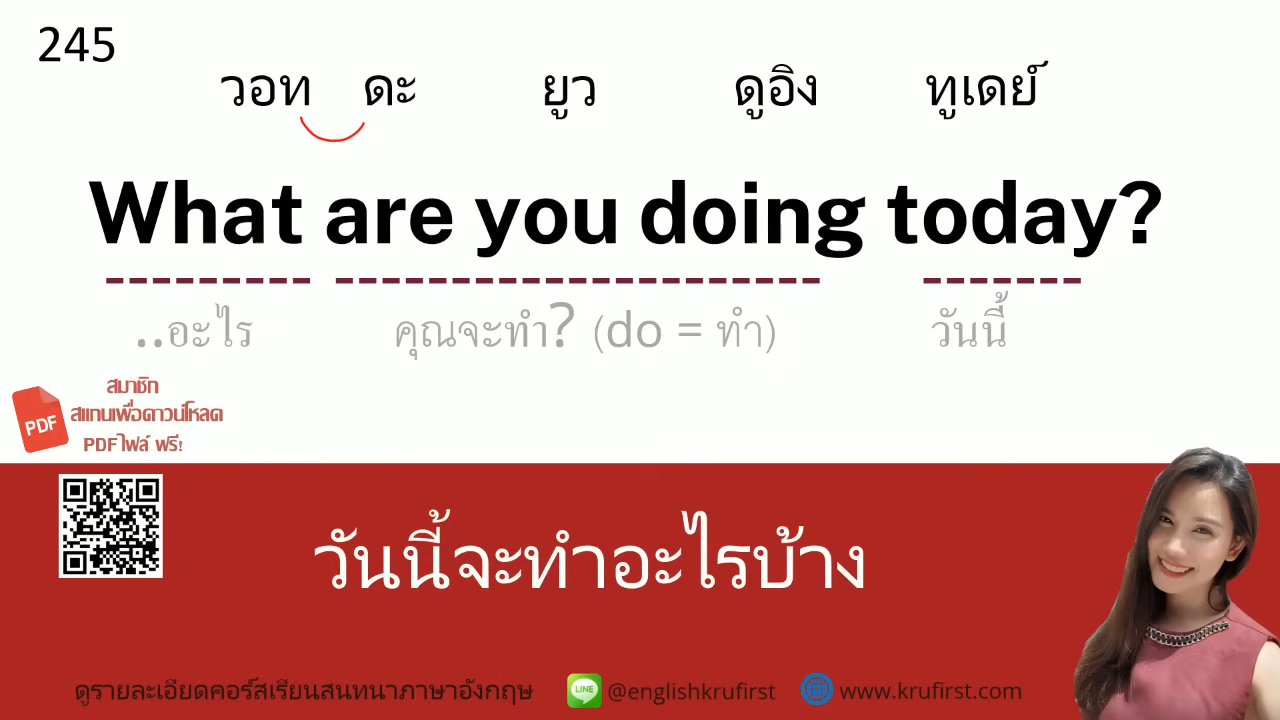 245
วอท ดะ ยูว ดูอิง ทูเดย์
What are you doing today?
..อะไร คุณจะทำ? (do = ทำ) วันนี้
สมาชิก
สแกนเพื่อดาวน์โหลด
PDF PDFไฟล์ ฟรี!
วันนี้จะทำอะไรบ้าง
ดูรายละเอียดคอร์สเรียนสนทนาภาษาอังกฤษ LINE @englishkrufirst www.krufirst.com